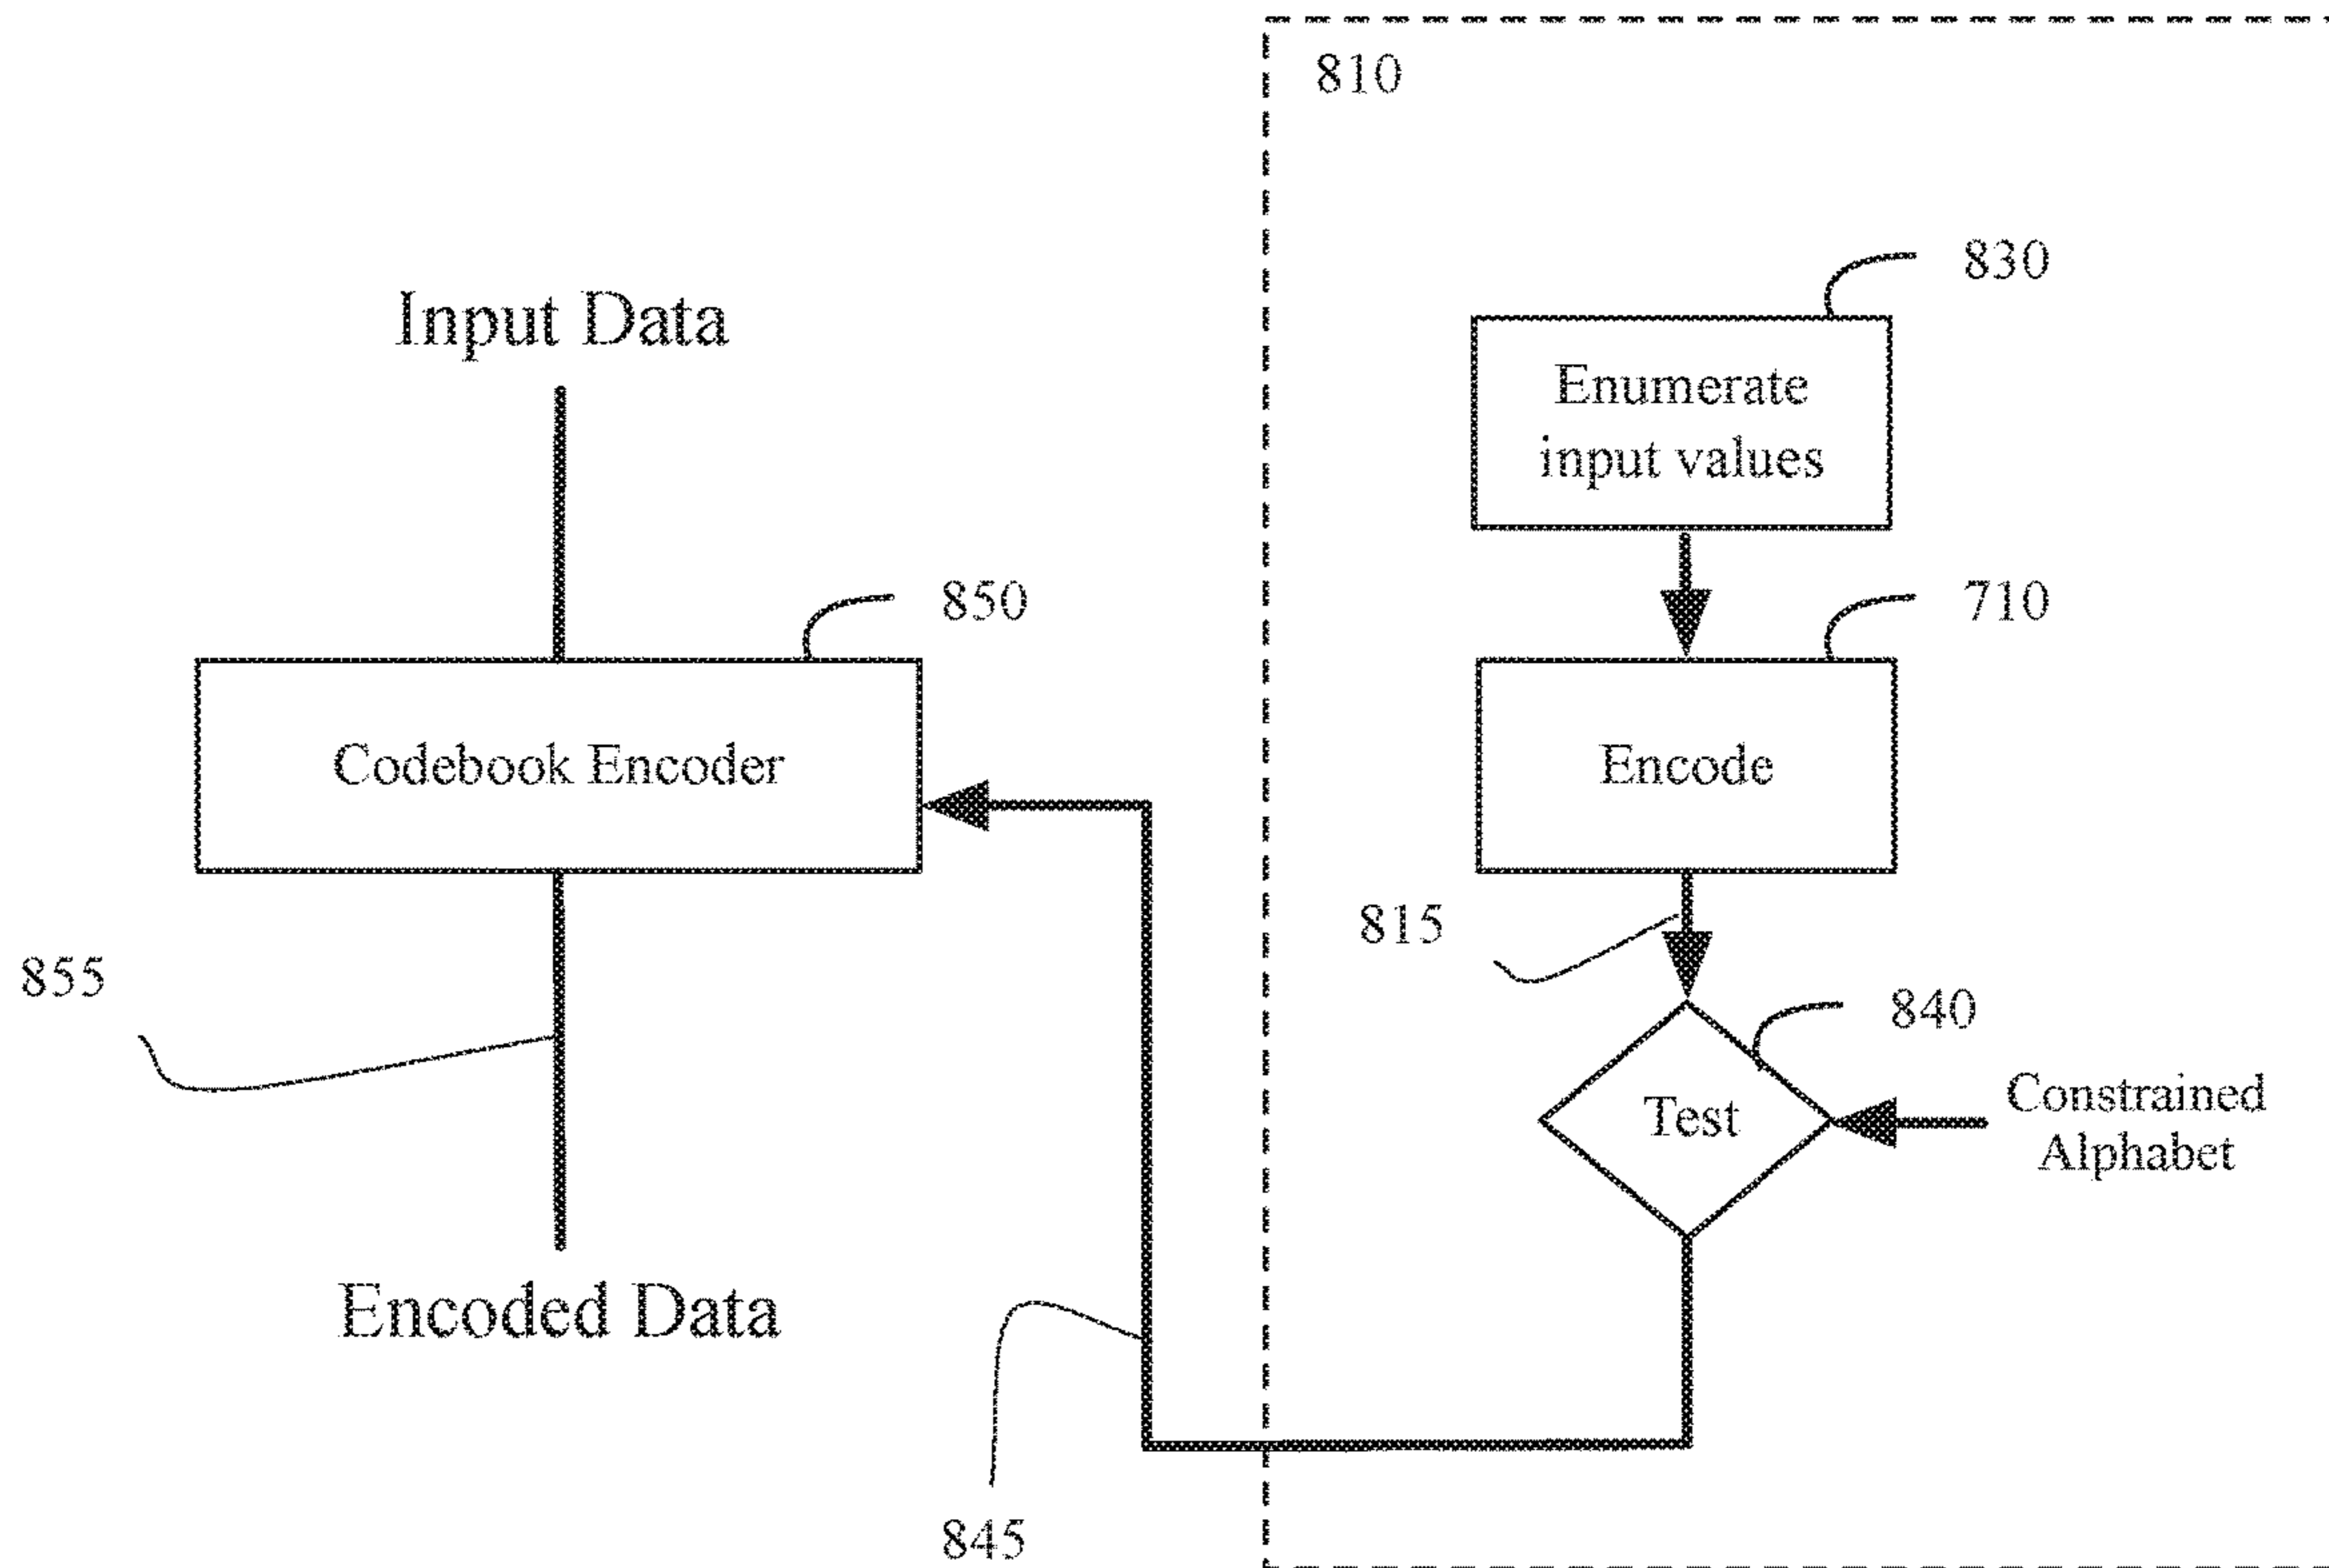 810
830
Enumerate
input values
Input Data
850
710
Codebook Encoder
Encode
815
855
840
Test
Constrained
Alphabet
Encoded Data
845